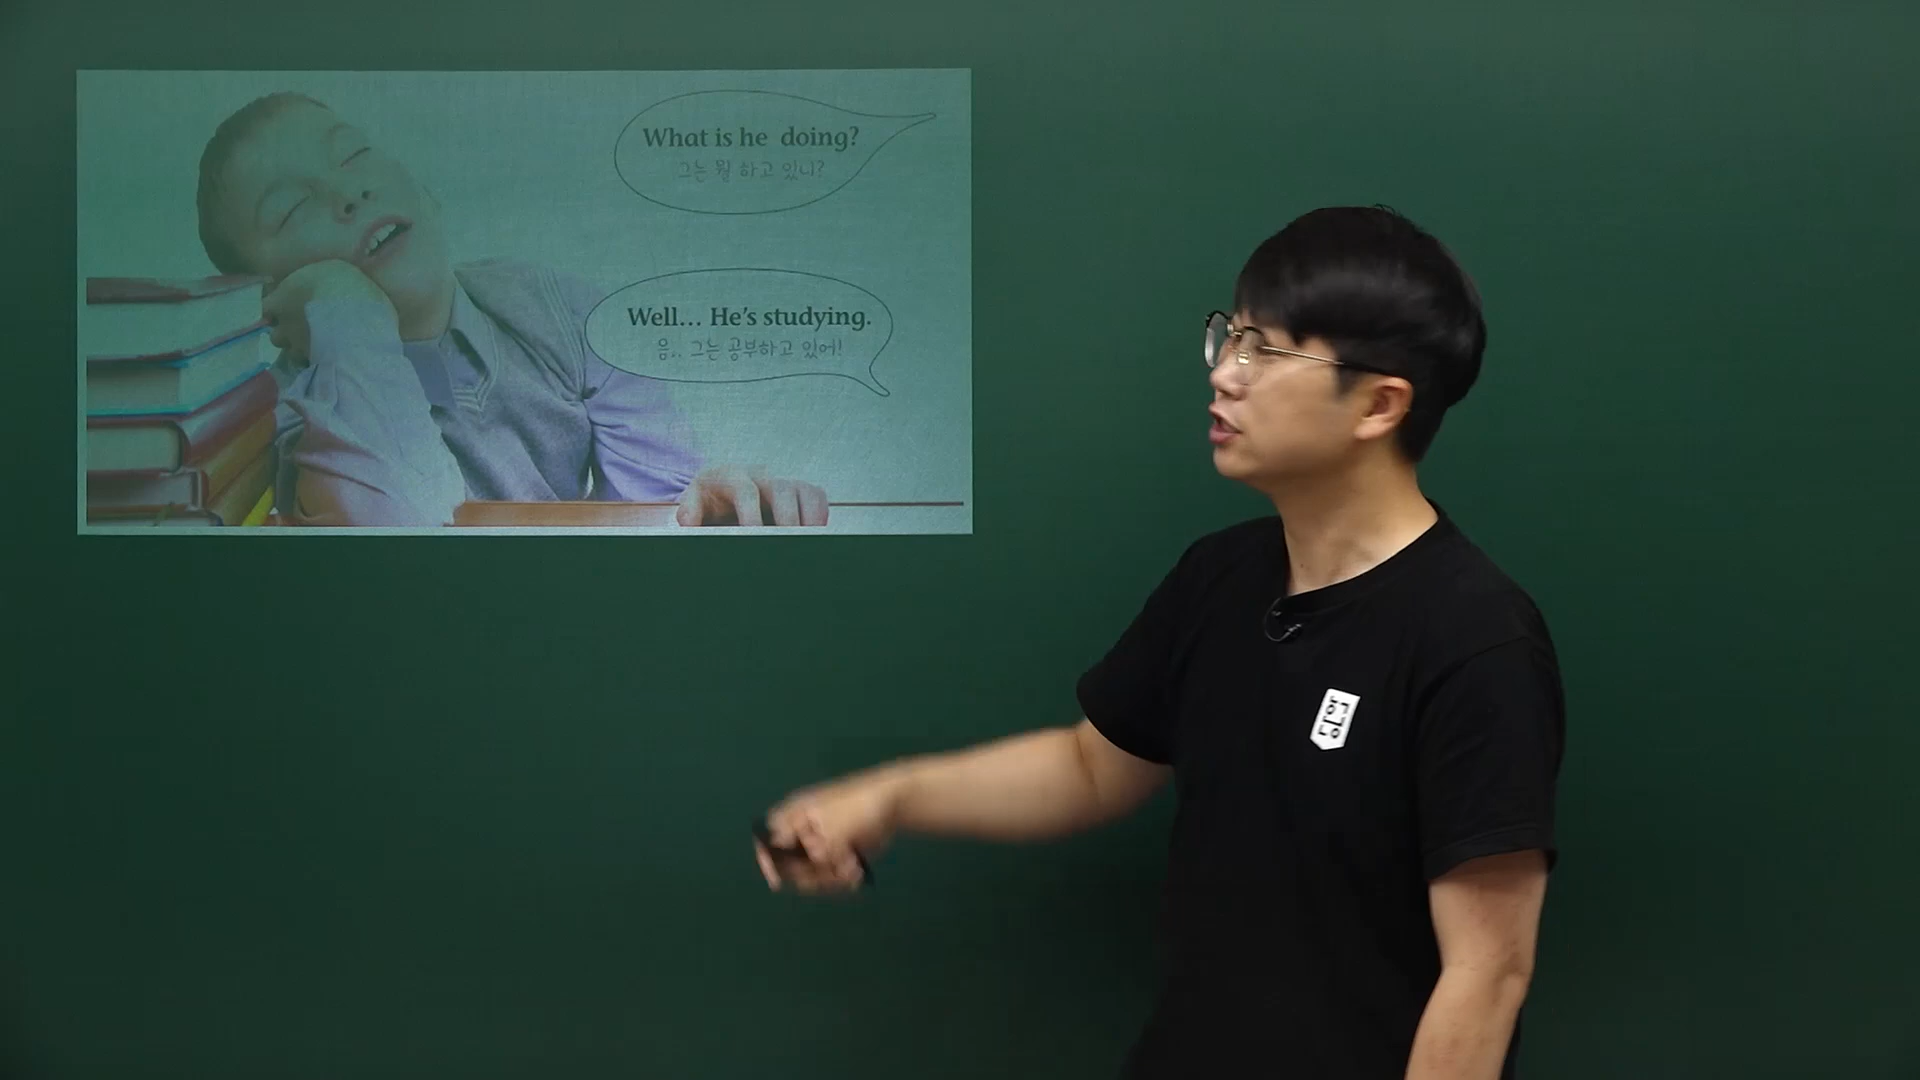 What is he doing?
그는 뭘 하고 있니?
Well... He's studying.
음.. 그는 공부하고 있어!